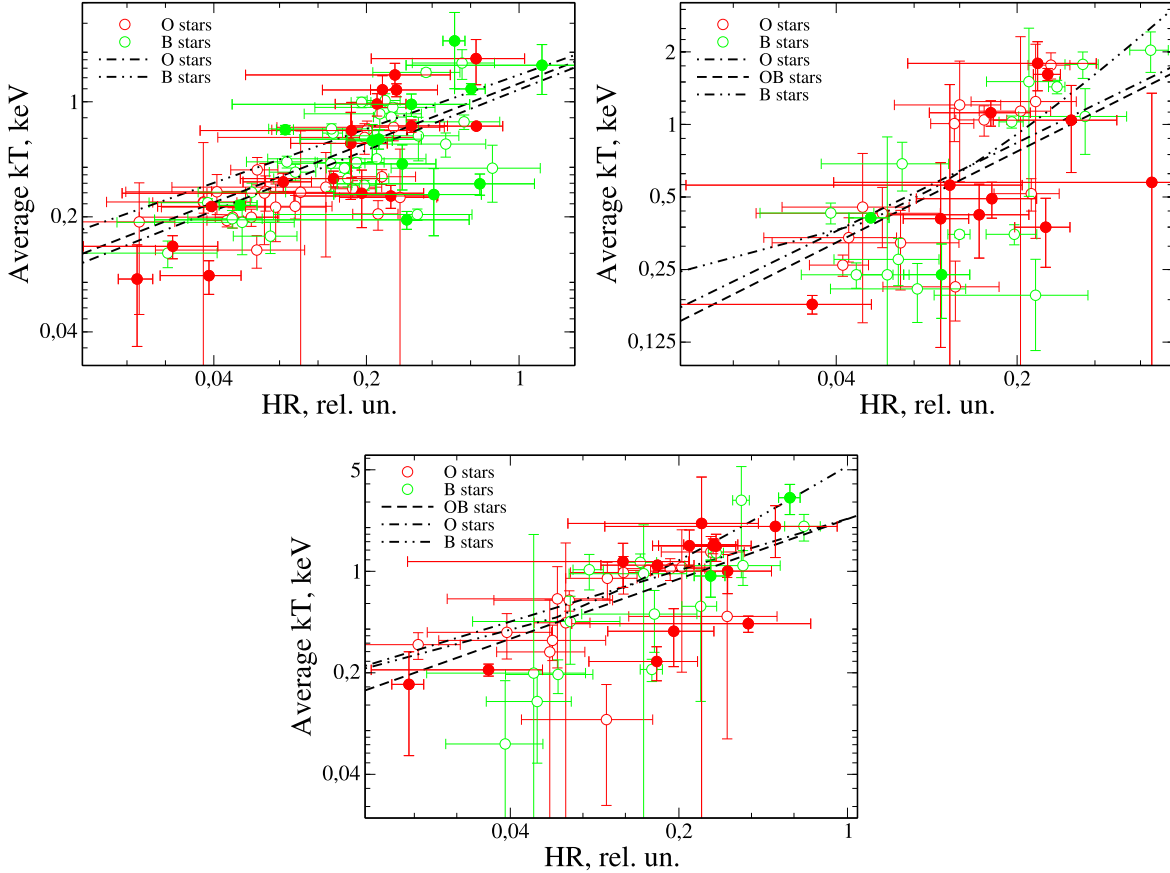 O stars
B stars
O stars
B stars
1
0,2
0,04
Average kT, keV
0,04
0,2
1
HR, rel. un.
O stars
B stars
O stars
OB stars
B stars
2
1
0,5
0,25
0,125
Average kT, keV
0,04
0,2
HR, rel. un.
O stars
B stars
OB stars
O stars
B stars
5
1
0,2
0,04
Average kT, keV
0,04
0,2
1
HR, rel. un.